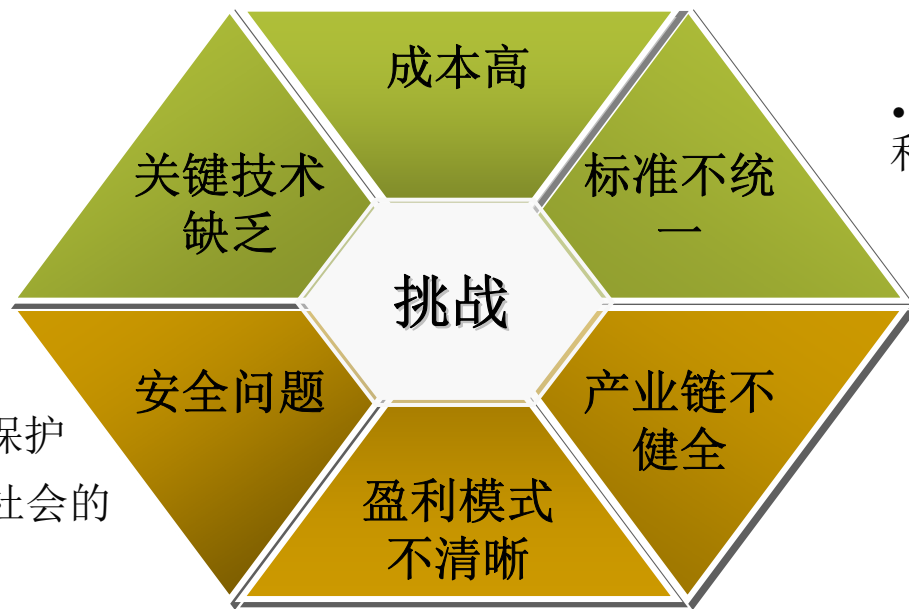 成本高
关键技术
缺乏
标准不统
一
•
挑战
安全问题
产业链不
健全
保护
社会的
盈利模式
不清晰